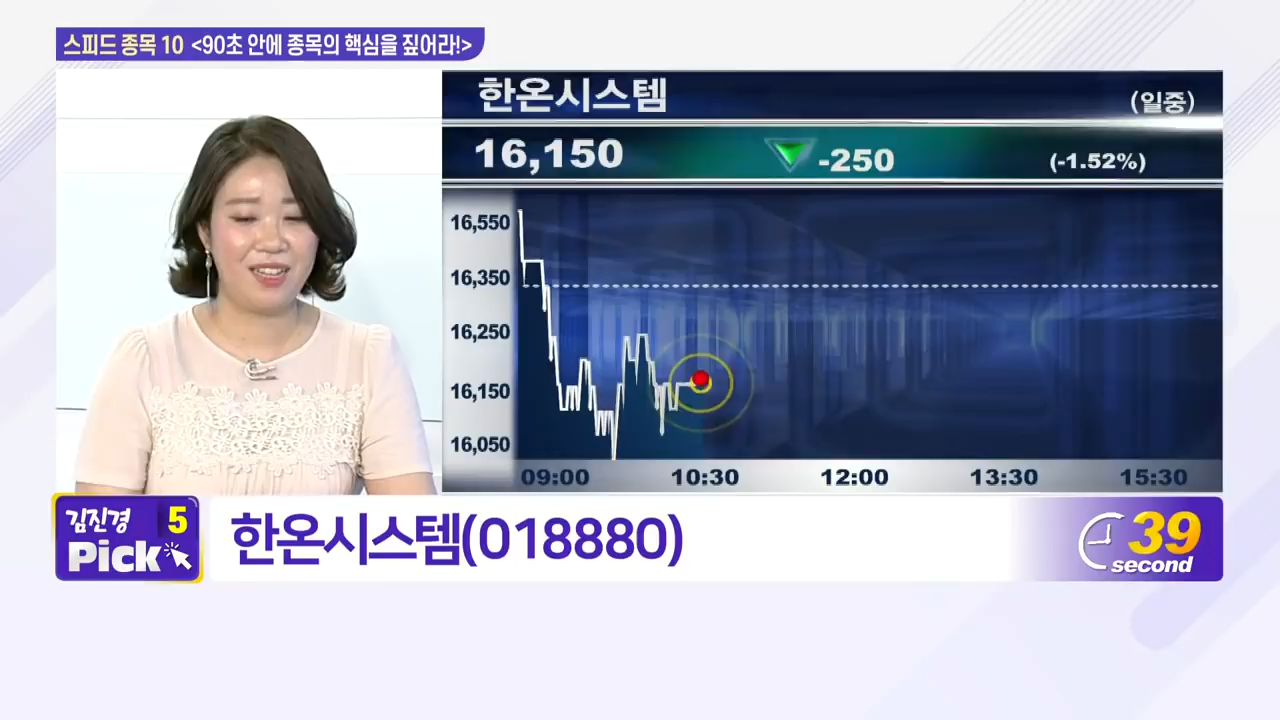 스피드 종목 10 <90초 안에 종목의 핵심을 짚어라!>
한온시스템
(일중)
16,150
-250
(-1.52%)
16,550
16,350
16,250
16,150
16,050
09:00
10:30
12:00
13:30
15:30
김진경 5
Pick
한온시스템(018880)
39
second